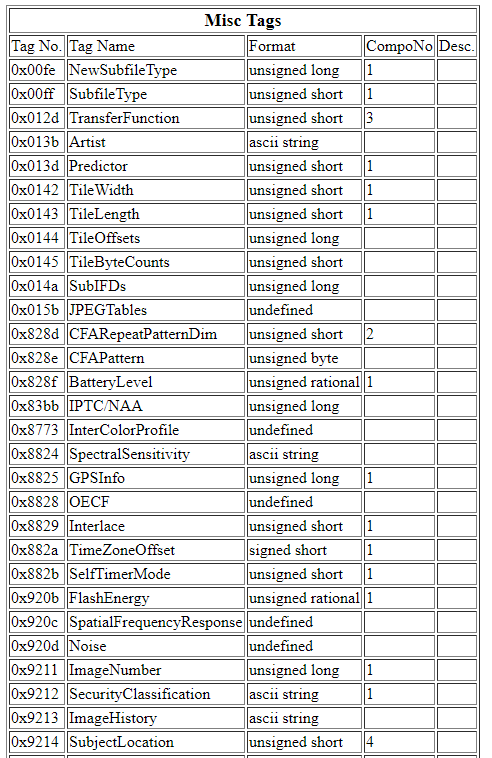 Misc Tags
Tag No. Tag Name Format CompoNo Desc.
0x00fe NewSubfileType unsigned long 1
0x00ff SubfileType unsigned short 1
0x012d TransferFunction unsigned short 3
0x013b Artist ascii string
0x013d Predictor unsigned short 1
0x0142 TileWidth unsigned short 1
0x0143 TileLength unsigned short 1
0x0144 TileOffsets unsigned long
0x0145 TileByteCounts unsigned short
0x014a SubIFDs unsigned long
0x015b JPEGTables undefined
0x828d CFARepeatPatternDim unsigned short 2
0x828e CFAPattern unsigned byte
0x828f BatteryLevel unsigned rational 1
0x83bb IPTC/NAA unsigned long
0x8773 InterColorProfile undefined
0x8824 SpectralSensitivity ascii string
0x8825 GPSInfo unsigned long 1
0x8828 OECF undefined
0x8829 Interlace unsigned short 1
0x882a TimeZoneOffset signed short 1
0x882b SelfTimerMode unsigned short 1
0x920b FlashEnergy unsigned rational 1
0x920c SpatialFrequencyResponse undefined
0x920d Noise undefined
0x9211 ImageNumber unsigned long 1
0x9212 SecurityClassification ascii string 1
0x9213 ImageHistory ascii string
0x9214 SubjectLocation unsigned short 4